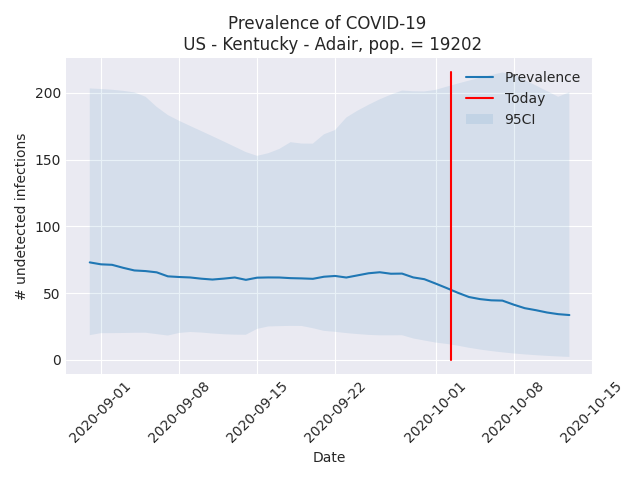 Prevalence of COVID-19
US - Kentucky - Adair, pop. = 19202
Prevalence
Today
95CI
# undetected infections
200
150
100
50
0
2020-09-01
2020-09-08
2020-09-15
2020-09-22
2020-10-01
2020-10-08
2020-10-15
Date